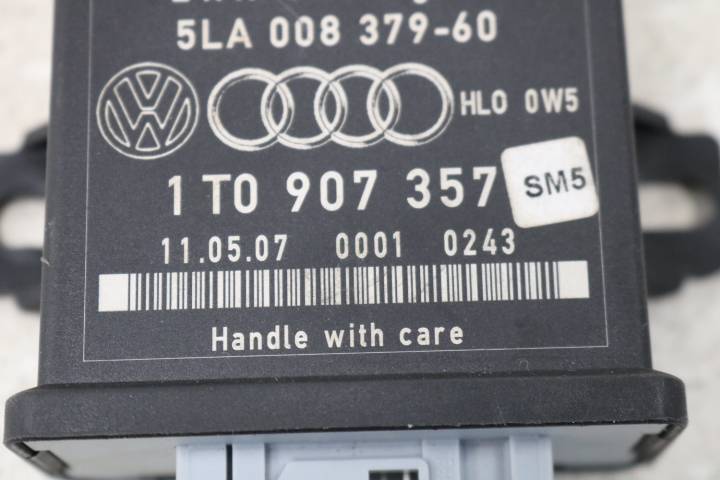 5LA 008 379-60
HL0 0W5
1T0 907 357
SM5
11.05.07 0001 0243
Handle with care